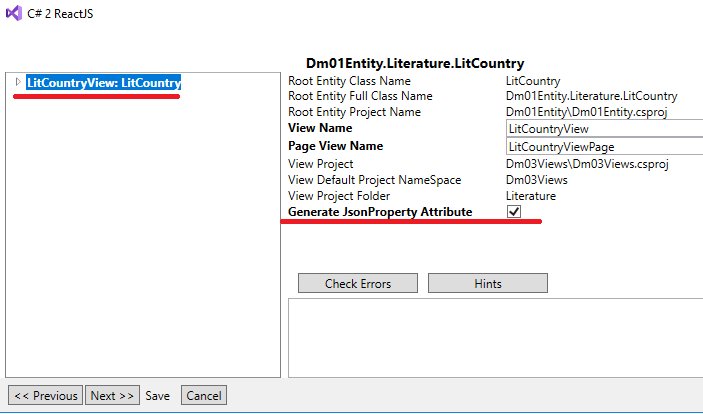 C# 2 ReactJS
Dm01Entity.Literature.LitCountry
LitCountryView: LitCountry
Root Entity Class Name LitCountry
Root Entity Full Class Name Dm01Entity.Literature.LitCountry
Root Entity Project Name Dm01Entity\Dm01Entity.csproj
View Name LitCountryView
Page View Name LitCountryViewPage
View Project Dm03Views\Dm03Views.csproj
View Default Project NameSpace Dm03Views
View Project Folder Literature
Generate JsonProperty Attribute
Check Errors Hints
<< Previous Next >> Save Cancel